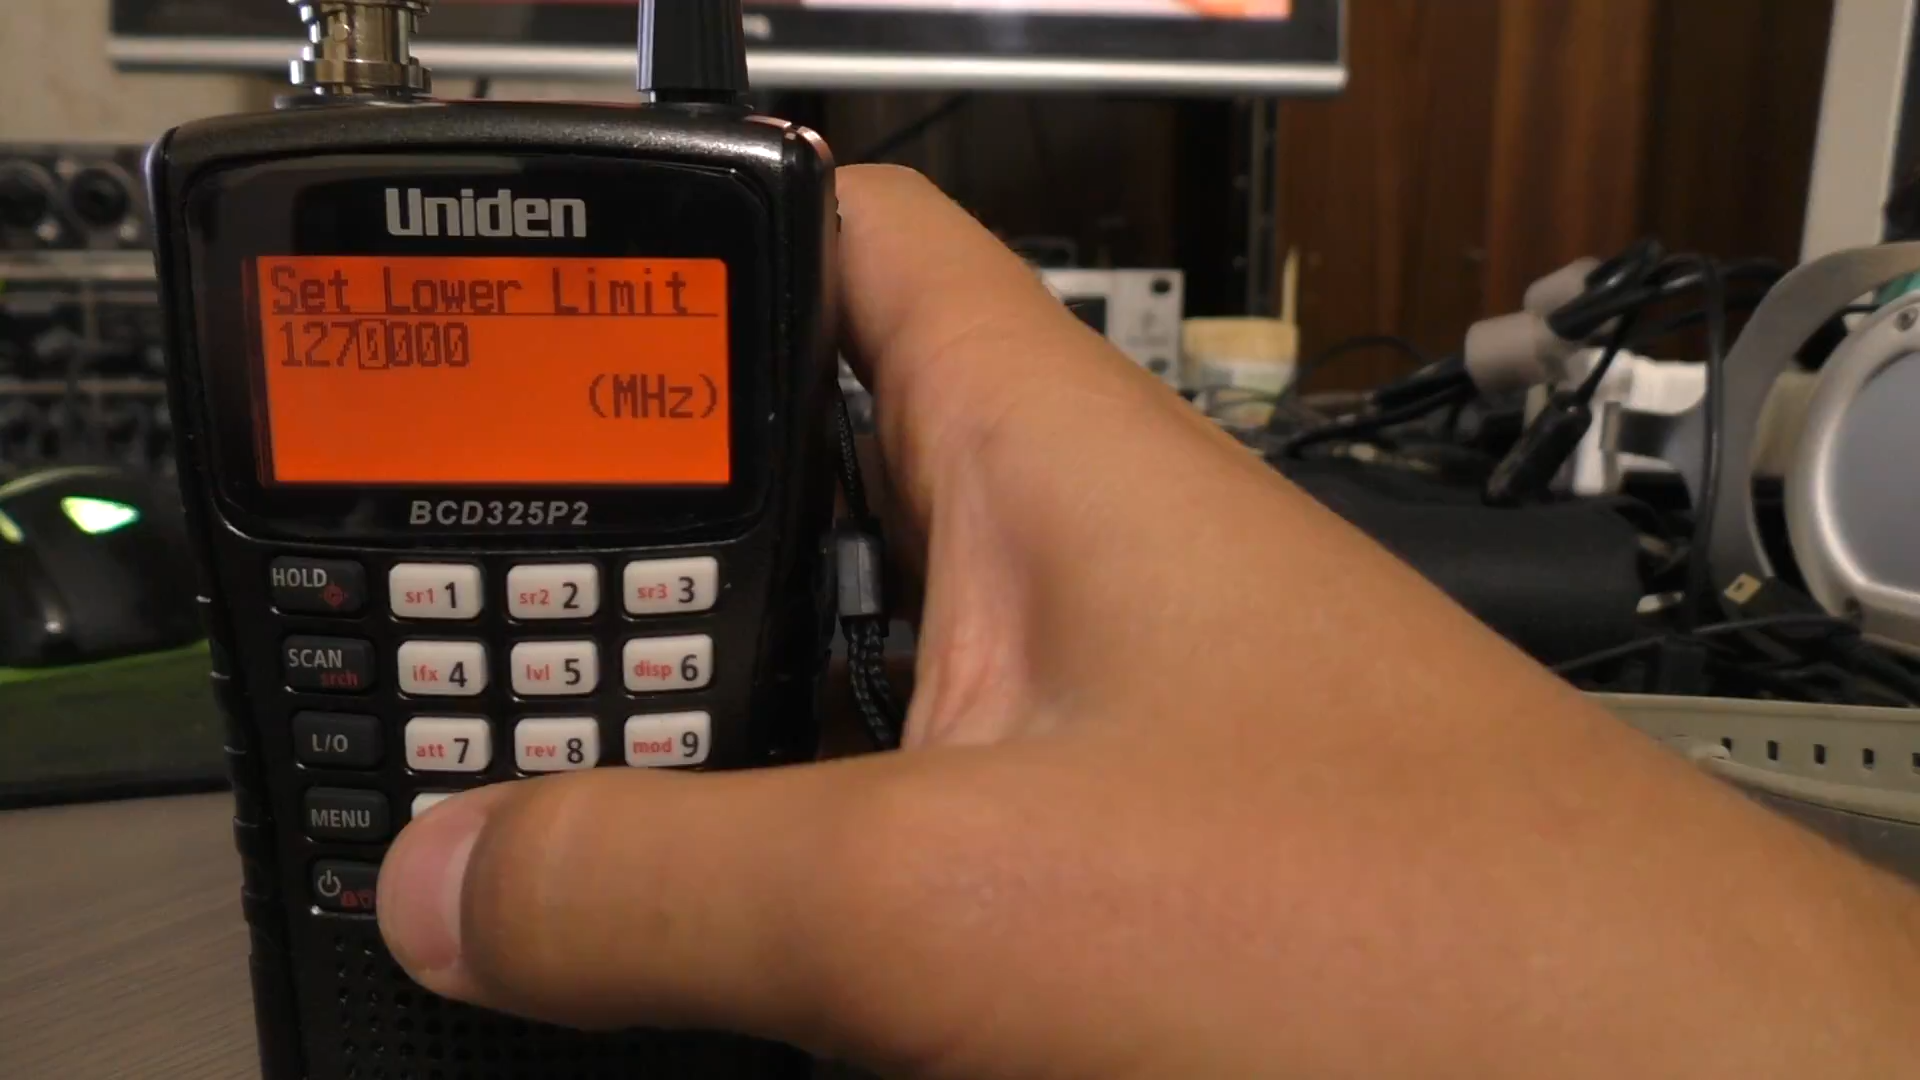 Uniden
Set Lower Limit
1270000
(MHz)
BCD325P2
HOLD sr1 1 sr2 2 sr3 3
SCAN srch ifx 4 lvl 5 disp 6
L/O att 7 rev 8 mod 9
MENU